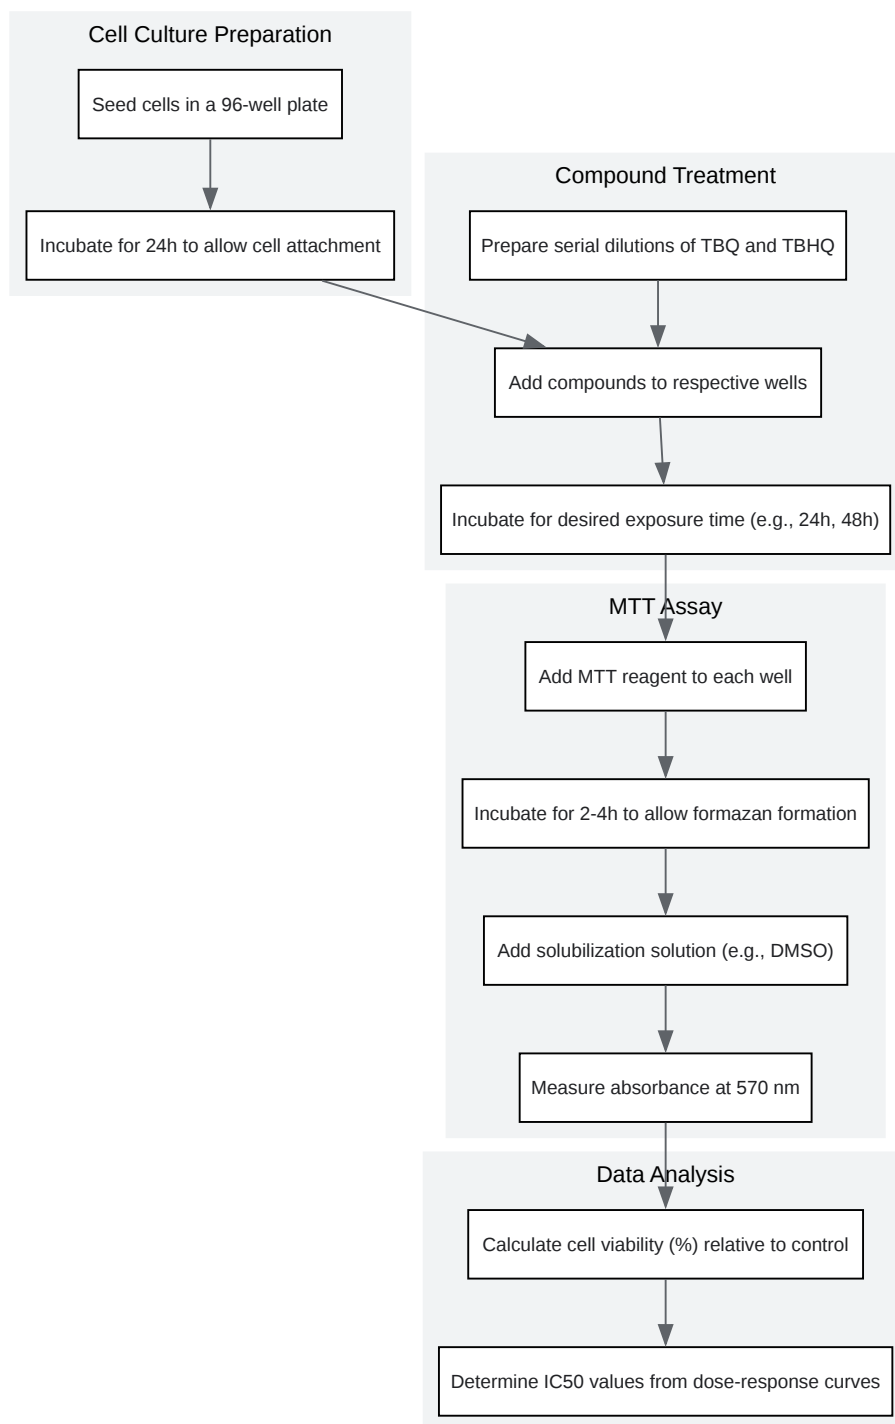 Cell Culture Preparation
Seed cells in a 96-well plate
Incubate for 24h to allow cell attachment
Compound Treatment
Prepare serial dilutions of TBQ and TBHQ
Add compounds to respective wells
Incubate for desired exposure time (e.g., 24h, 48h)
MTT Assay
Add MTT reagent to each well
Incubate for 2-4h to allow formazan formation
Add solubilization solution (e.g., DMSO)
Measure absorbance at 570 nm
Data Analysis
Calculate cell viability (%) relative to control
Determine IC50 values from dose-response curves